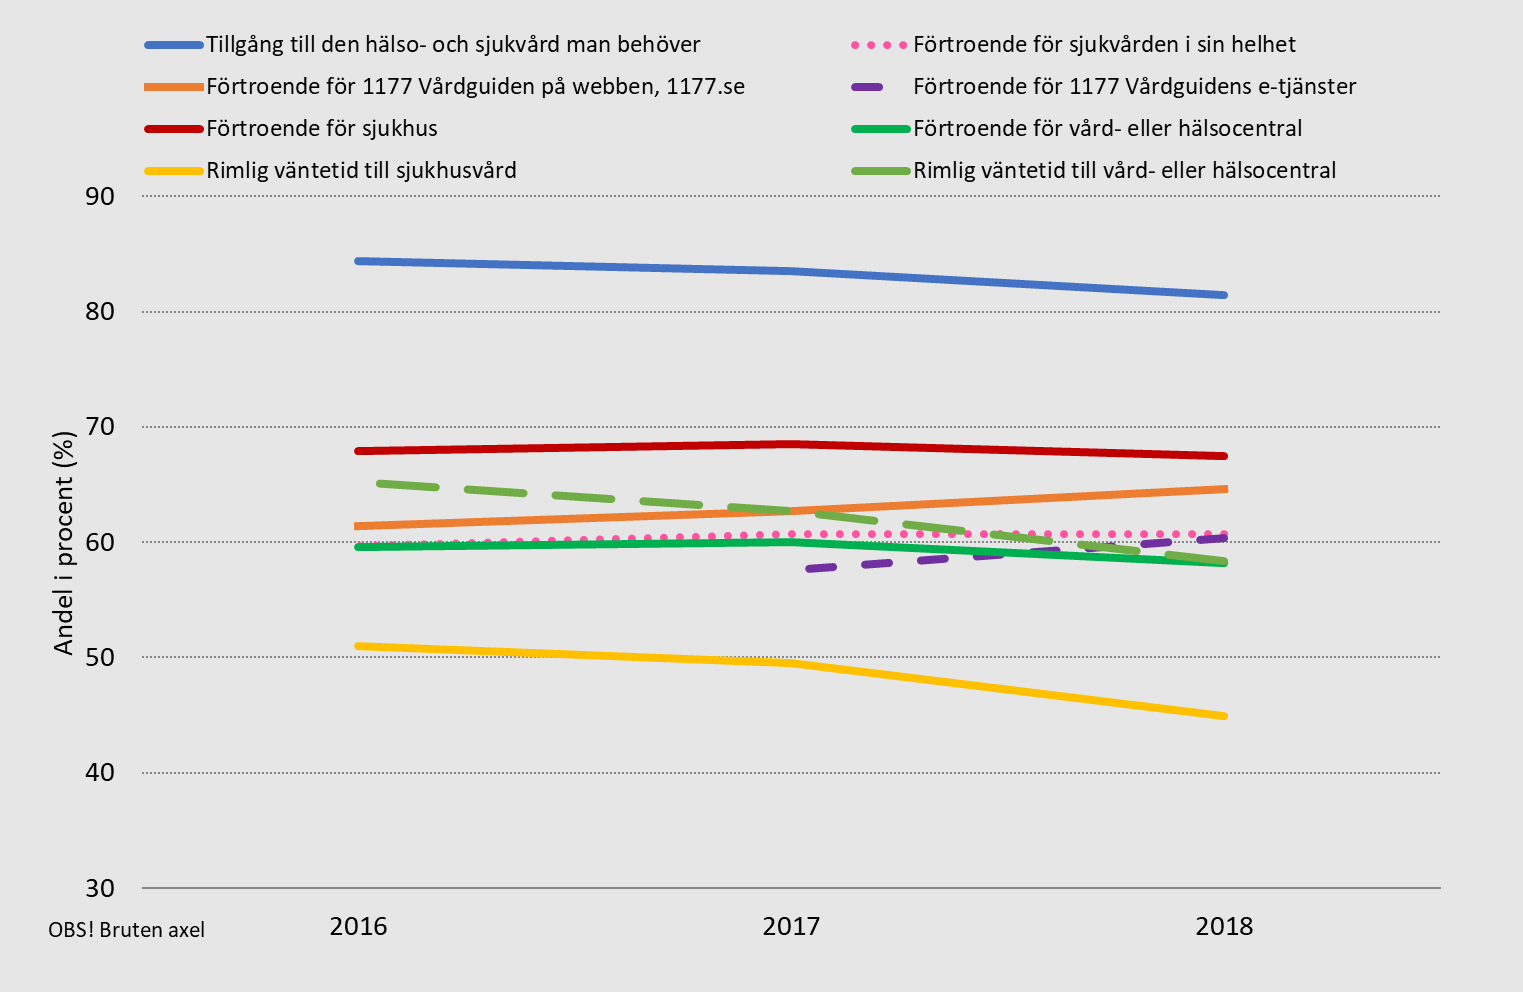 Tillgång till den hälso- och sjukvård man behöver
Förtroende för sjukvården i sin helhet
Förtroende för 1177 Vårdguiden på webben, 1177.se
Förtroende för 1177 Vårdguidens e-tjänster
Förtroende för sjukhus
Förtroende för vård- eller hälsocentral
Rimlig väntetid till sjukhusvård
Rimlig väntetid till vård- eller hälsocentral
90
80
70
60
50
40
30
Andel i procent (%)
2016
2017
2018
OBS! Bruten axel